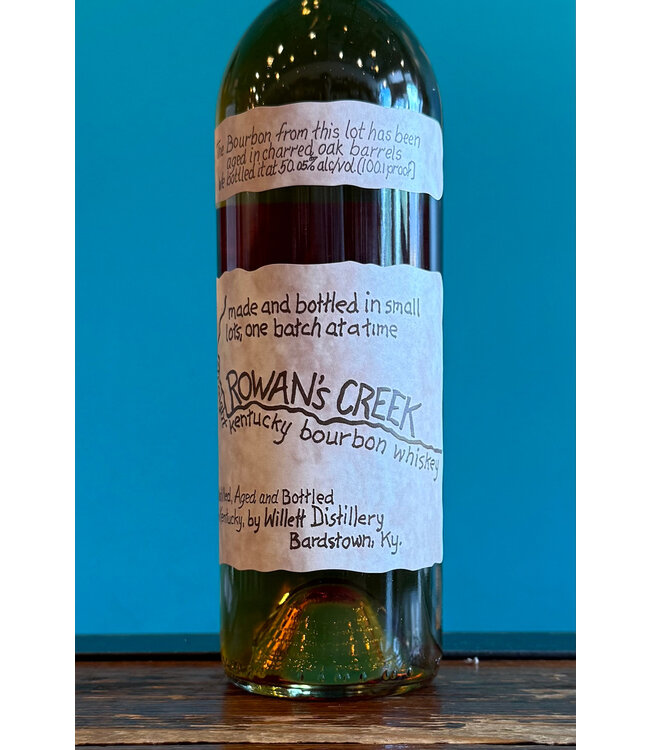 The Bourbon from this lot has been
aged in charred oak barrels
We bottled it at 50.05% alc/vol (100.1 proof)
made and bottled in small
lots, one batch at a time
ROWAN's CREEK
Kentucky bourbon whiskey
Aged and Bottled
Kentucky, by Willett Distillery
Bardstown, Ky.